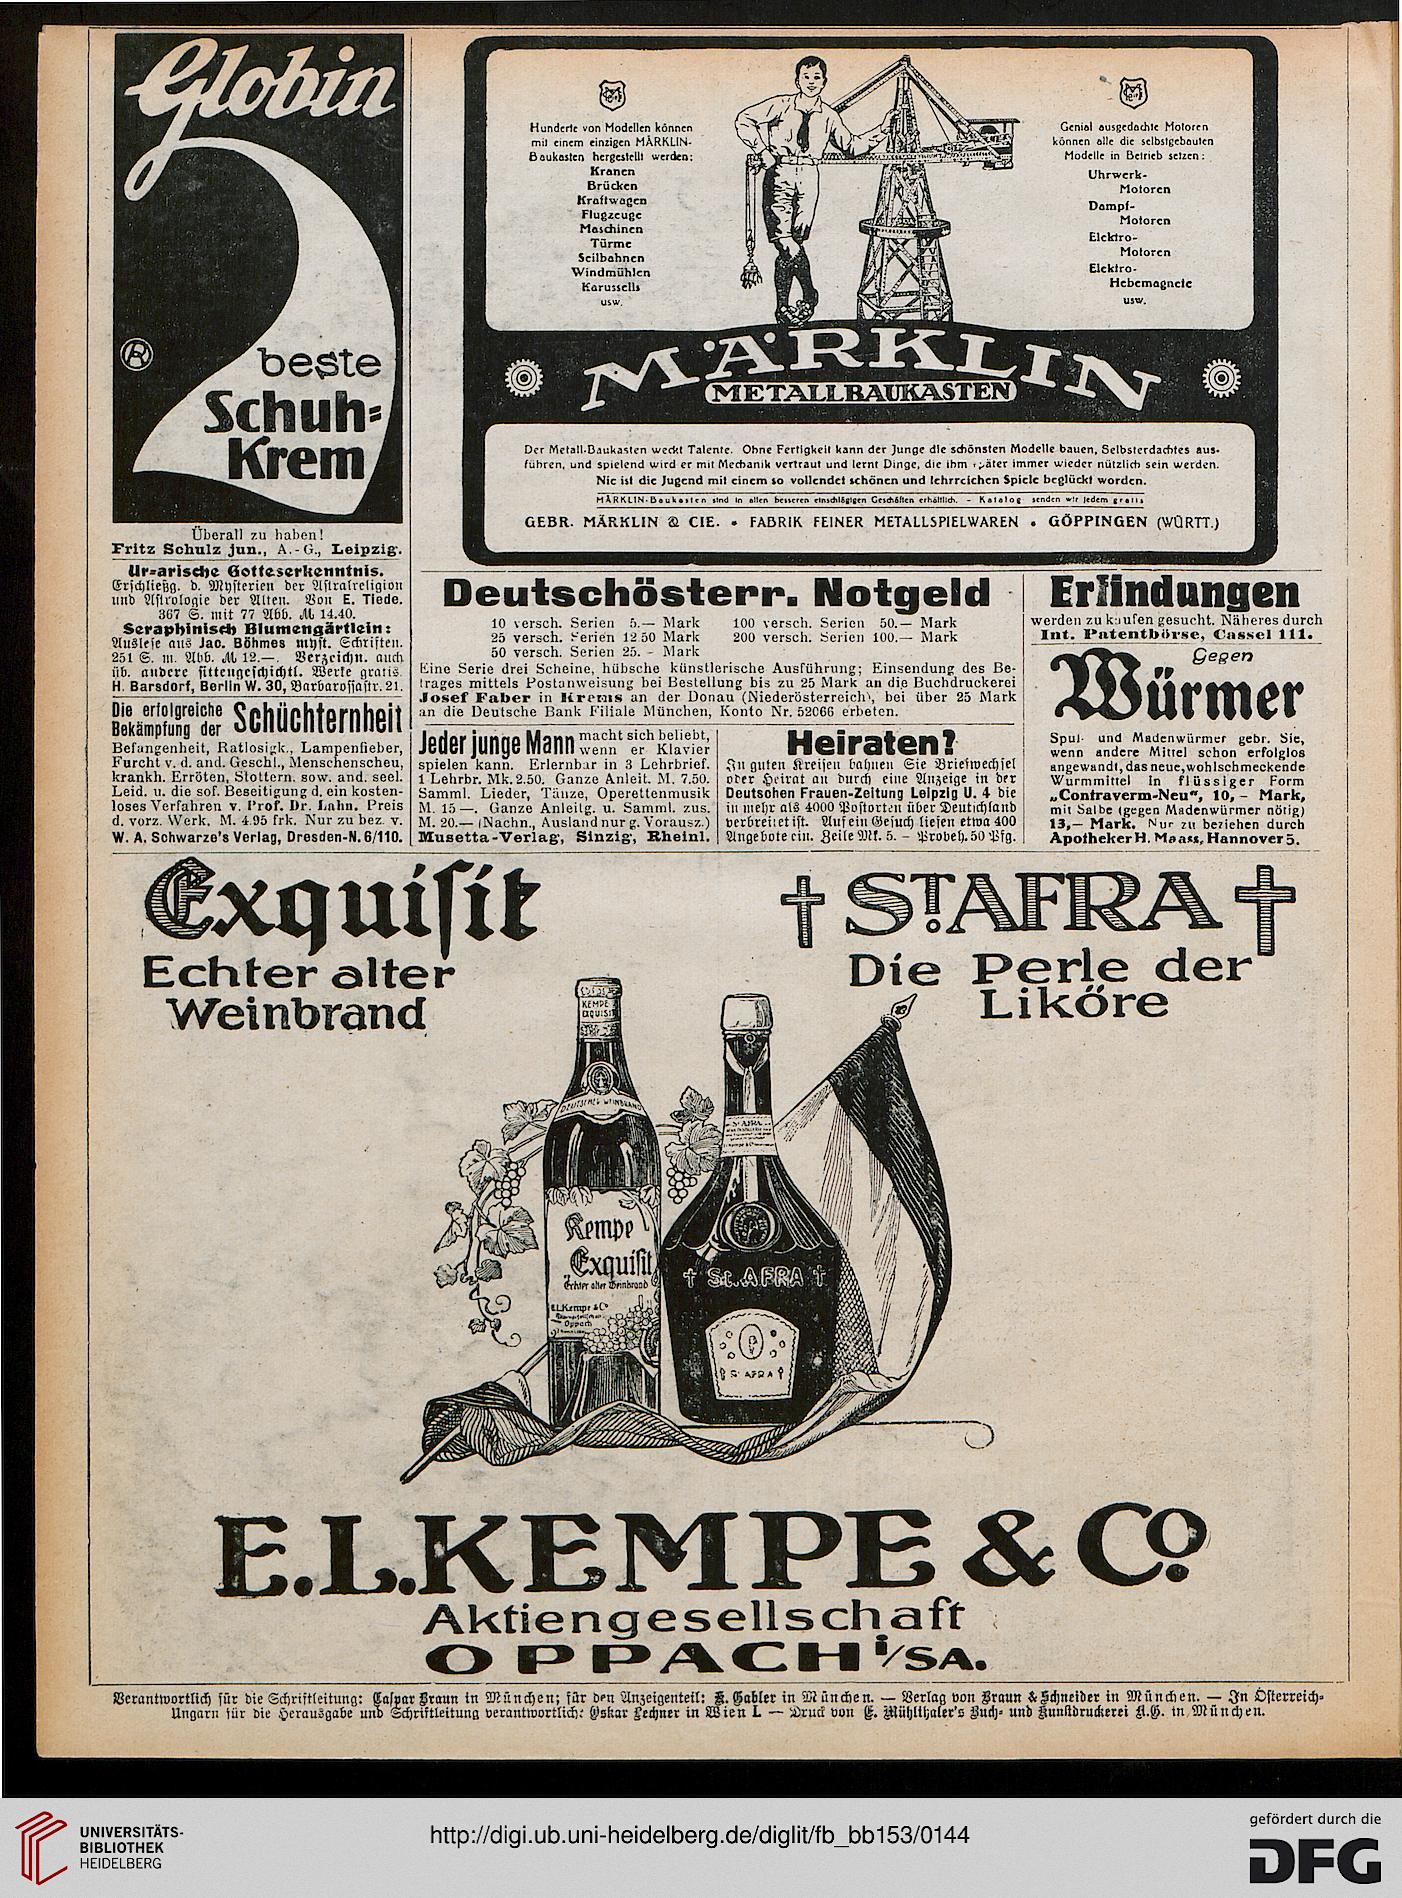 Globin
beste
Schuh=
Krem
Überall zu haben!
Fritz Schulz jun., A.-G., Leipzig.
Ur=arische Gotteserkenntnis.
Erschließg. d. Mysterien der Astralreligion
und Astrologie der Alten. Von E. Tiede.
367 S. mit 77 Abb. M 14.40.
Seraphinisch Blumengärtlein:
Auslese aus Jac. Böhmes myst. Schriften.
251 S. m. Abb. M 12.—. Verzeichn. auch
üb. andere sittengeschichtl. Werke gratis.
H. Barsdorf, Berlin W. 30, Barbarossastr. 21.
Die erfolgreiche
Bekämpfung der Schüchternheit
Befangenheit, Ratlosigk., Lampenfieber,
Furcht v. d. and. Geschl., Menschenscheu,
krankh. Erröten, Stottern. sow. and. seel.
Leid. u. die sof. Beseitigung d. ein kosten-
loses Verfahren v. Prof. Dr. Lahn. Preis
d. vorz. Werk. M. 4.95 frk. Nur zu bez. v.
W. A. Schwarze's Verlag, Dresden-N. 6/110.
Hunderte von Modellen können
mit einem einzigen MÄRKLIN-
Baukasten hergestellt werden:
Kranen
Brücken
Kraftwagen
Flugzeuge
Maschinen
Türme
Seilbahnen
Windmühlen
Karussells
usw.
Genial ausgedachte Motoren
können alle die selbstgebauten
Modelle in Betrieb setzen:
Uhrwerk-
Motoren
Dampf-
Motoren
Elektro-
Motoren
Elektro-
Hebemagnete
usw.
MÄRKLIN
METALLBAUKASTEN
Der Metall-Baukasten weckt Talente. Ohne Fertigkeit kann der Junge die schönsten Modelle bauen, Selbsterdachtes aus-
führen, und spielend wird er mit Mechanik vertraut und lernt Dinge, die ihm später immer wieder nützlich sein werden.
Nie ist die Jugend mit einem so vollendet schönen und lehrreichen Spiele beglückt worden.
MÄRKLIN-Baukasten sind in allen besseren einschlägigen Geschäften erhältlich. - Katalog senden wir jedem gratis
GEBR. MÄRKLIN & CIE. • FABRIK FEINER METALLSPIELWAREN • GÖPPINGEN (WÜRTT.)
Deutschösterr. Notgeld
10 versch. Serien 5.— Mark 100 versch. Serien 50.— Mark
25 versch. Serien 12 50 Mark 200 versch. Serien 100.— Mark
50 versch. Serien 25. - Mark
Eine Serie drei Scheine, hübsche künstlerische Ausführung; Einsendung des Be-
trages mittels Postanweisung bei Bestellung bis zu 25 Mark an die Buchdruckerei
Josef Faber in Krems an der Donau (Niederösterreich), bei über 25 Mark
an die Deutsche Bank Filiale München, Konto Nr. 52066 erbeten.
Erfindungen
werden zu kaufen gesucht. Näheres durch
Int. Patentbörse, Cassel 111.
Gegen
Würmer
Spul- und Madenwürmer gebr. Sie,
wenn andere Mittel schon erfolglos
angewandt, das neue, wohlschmeckende
Wurmmittel in flüssiger Form
„Contraverm-Neu", 10,- Mark,
mit Salbe (gegen Madenwürmer nötig)
13,— Mark. Nur zu beziehen durch
Apotheker H. Maass, Hannover 5.
Jeder junge Mann macht sich beliebt,
wenn er Klavier
spielen kann. Erlernbar in 3 Lehrbrief.
1 Lehrbr. Mk. 2.50. Ganze Anleit. M. 7.50.
Samml. Lieder, Tänze, Operettenmusik
M. 15—. Ganze Anleitg. u. Samml. zus.
M. 20.— (Nachn., Ausland nur g. Vorausz.)
Musetta-Verlag, Sinzig, Rheinl.
Heiraten?
In guten Kreisen bahnen Sie Briefwechsel
oder Heirat an durch eine Anzeige in der
Deutschen Frauen-Zeitung Leipzig U. 4 die
in mehr als 4000 Postorten über Deutschland
verbreitet ist. Auf ein Gesuch liefen etwa 400
Angebote ein. Zeile Mk. 5. - Probeh. 50 Pfg.
Exquisit
Echter alter
Weinbrand
† ST. AFRA †
Die Perle der
Liköre
KEMPE
EXQUISIT
DEUTSCHER WEINBRAND
Kempe
Exquisit
Echter alter Weinbrand
E.L. Kempe & Co
Oppach
ST. AFRA
† St. AFRA †
ST. AFRA
E.L. KEMPE & Co.
Aktiengesellschaft
OPPACH i/SA.
Verantwortlich für die Schriftleitung: Caspar Braun in München; für den Anzeigenteil: K. Gabler in München. — Verlag von Braun & Schneider in München. — In Österreich-
Ungarn für die Herausgabe und Schriftleitung verantwortlich: Oskar Lechner in Wien I. — Druck von E. Mühlthaler's Buch- und Kunstdruckerei A.G. in München.
UNIVERSITÄTS-
BIBLIOTHEK
HEIDELBERG
http://digi.ub.uni-heidelberg.de/diglit/fb_bb153/0144
gefördert durch die
DFG